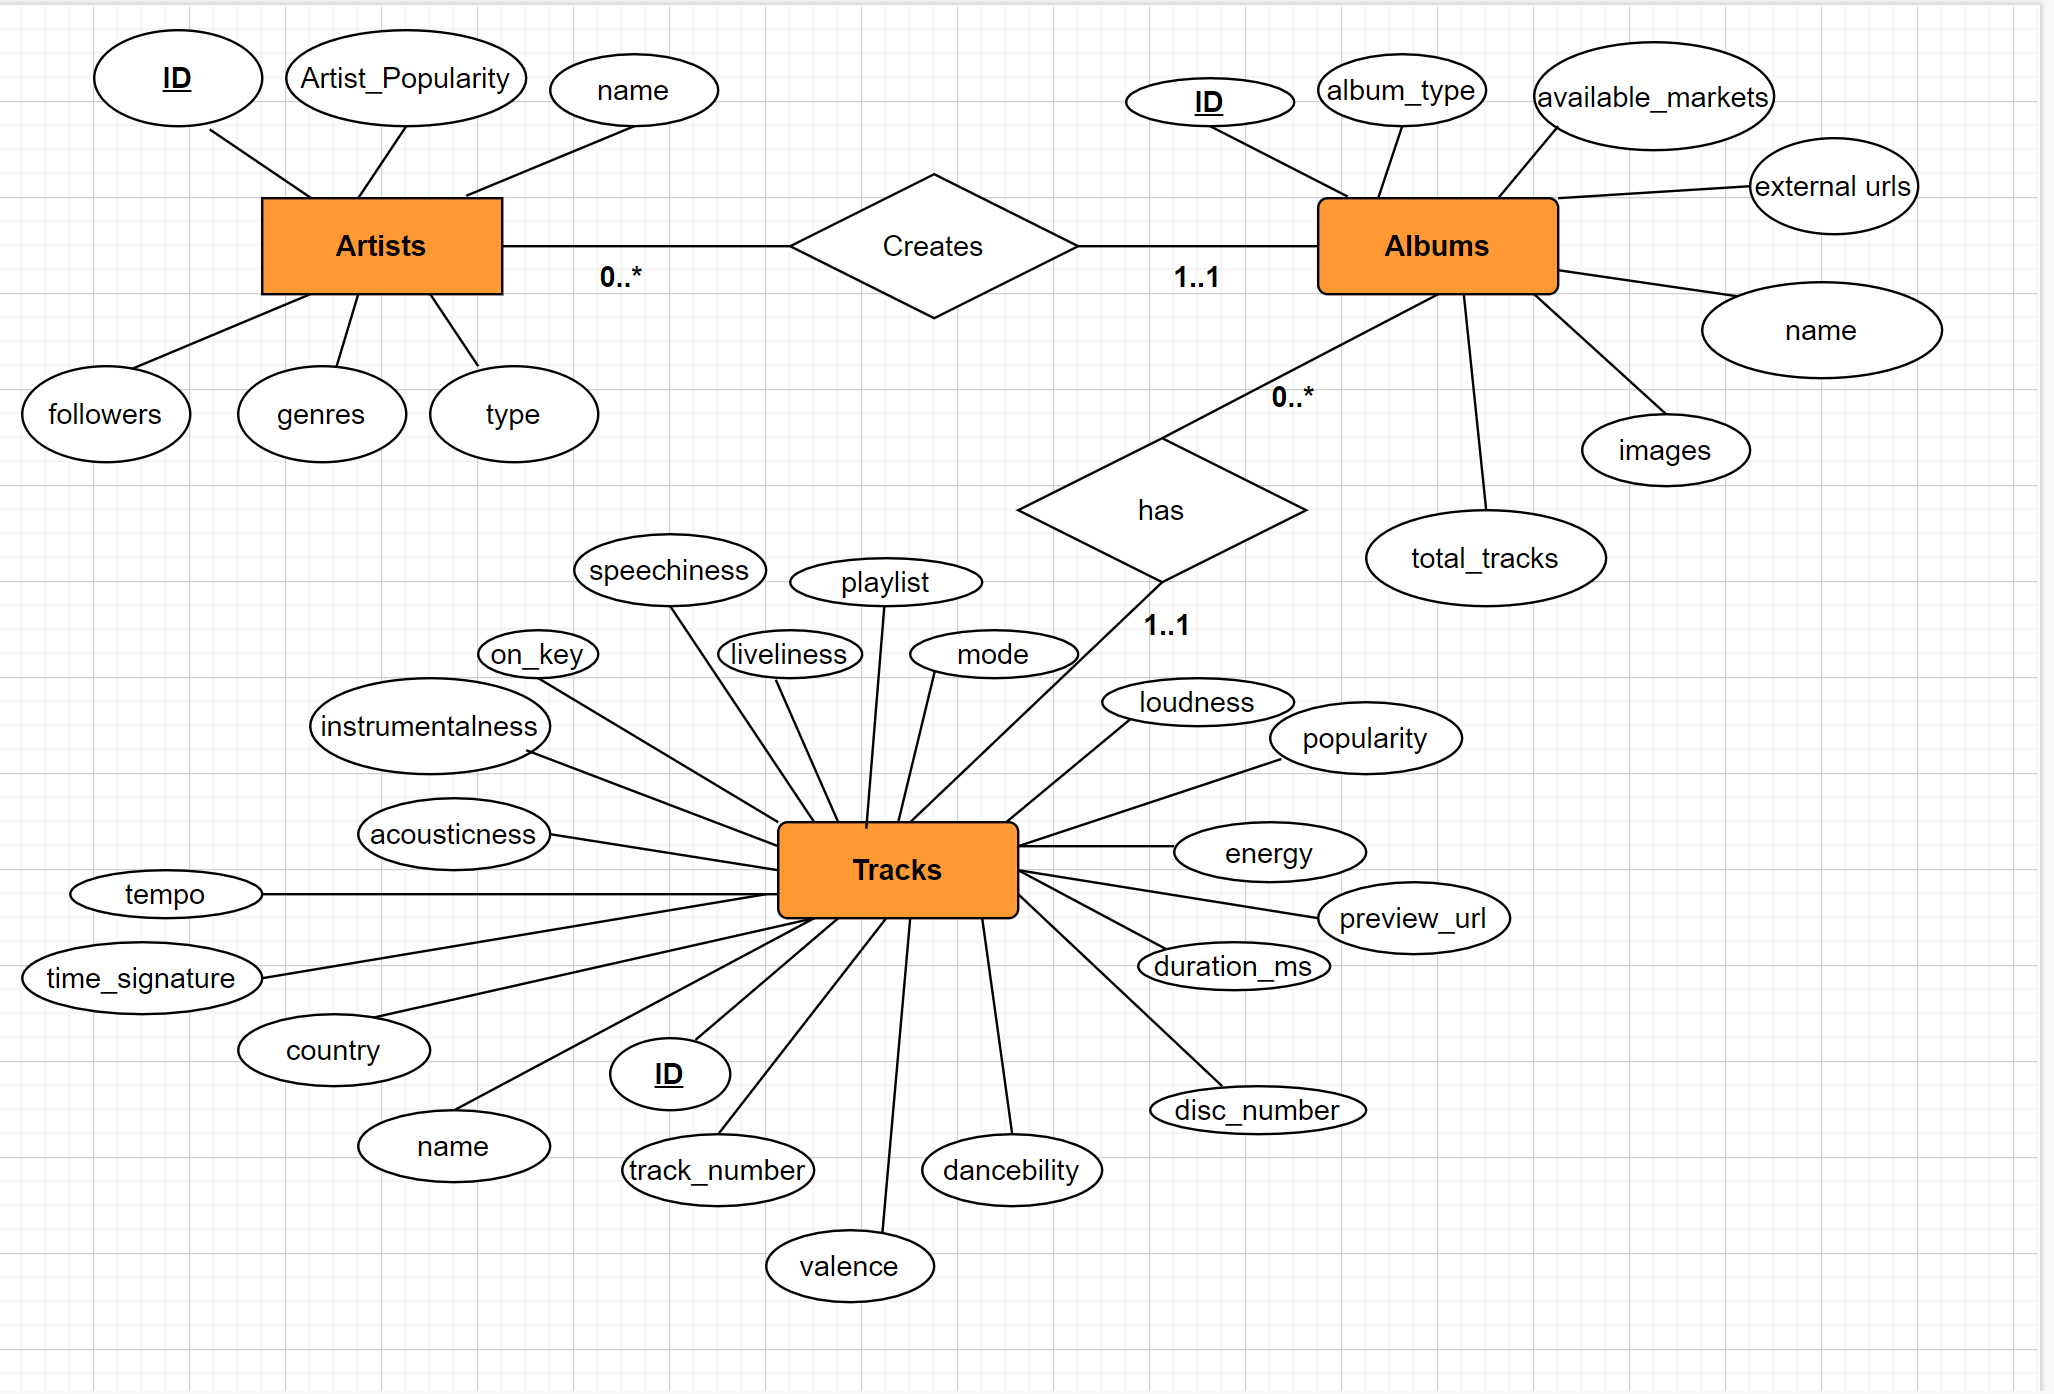 ID
Artist_Popularity
name
ID
album_type
available_markets
external urls
Artists
0..*
Creates
1..1
Albums
name
followers
genres
type
0..*
images
has
total_tracks
speechiness
playlist
1..1
on_key
liveliness
mode
loudness
instrumentalness
popularity
acousticness
energy
Tracks
tempo
preview_url
time_signature
duration_ms
country
ID
disc_number
name
track_number
dancebility
valence